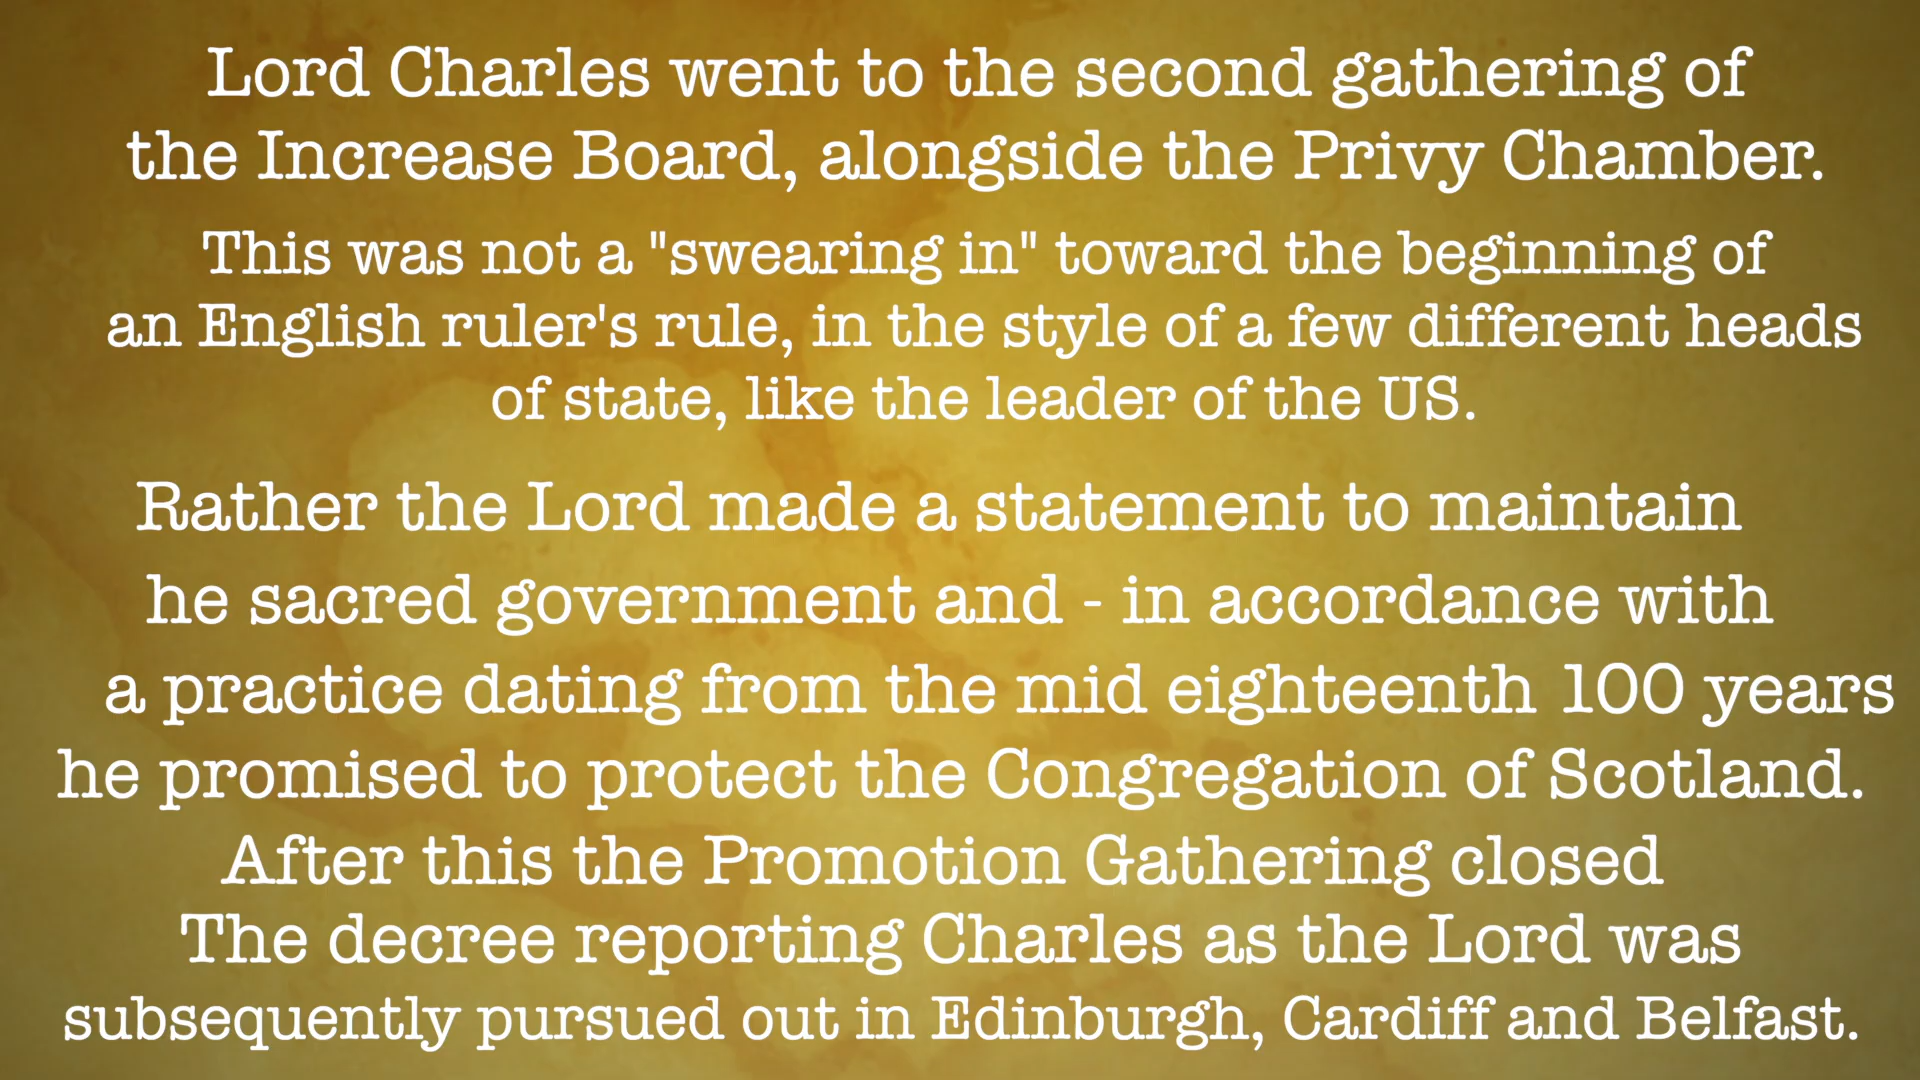 Lord Charles went to the second gathering of
the Increase Board, alongside the Privy Chamber.
This was not a "swearing in" toward the beginning of
an English ruler's rule, in the style of a few different heads
of state, like the leader of the US.
Rather the Lord made a statement to maintain
he sacred government and - in accordance with
a practice dating from the mid eighteenth 100 years
he promised to protect the Congregation of Scotland.
After this the Promotion Gathering closed
The decree reporting Charles as the Lord was
subsequently pursued out in Edinburgh, Cardiff and Belfast.